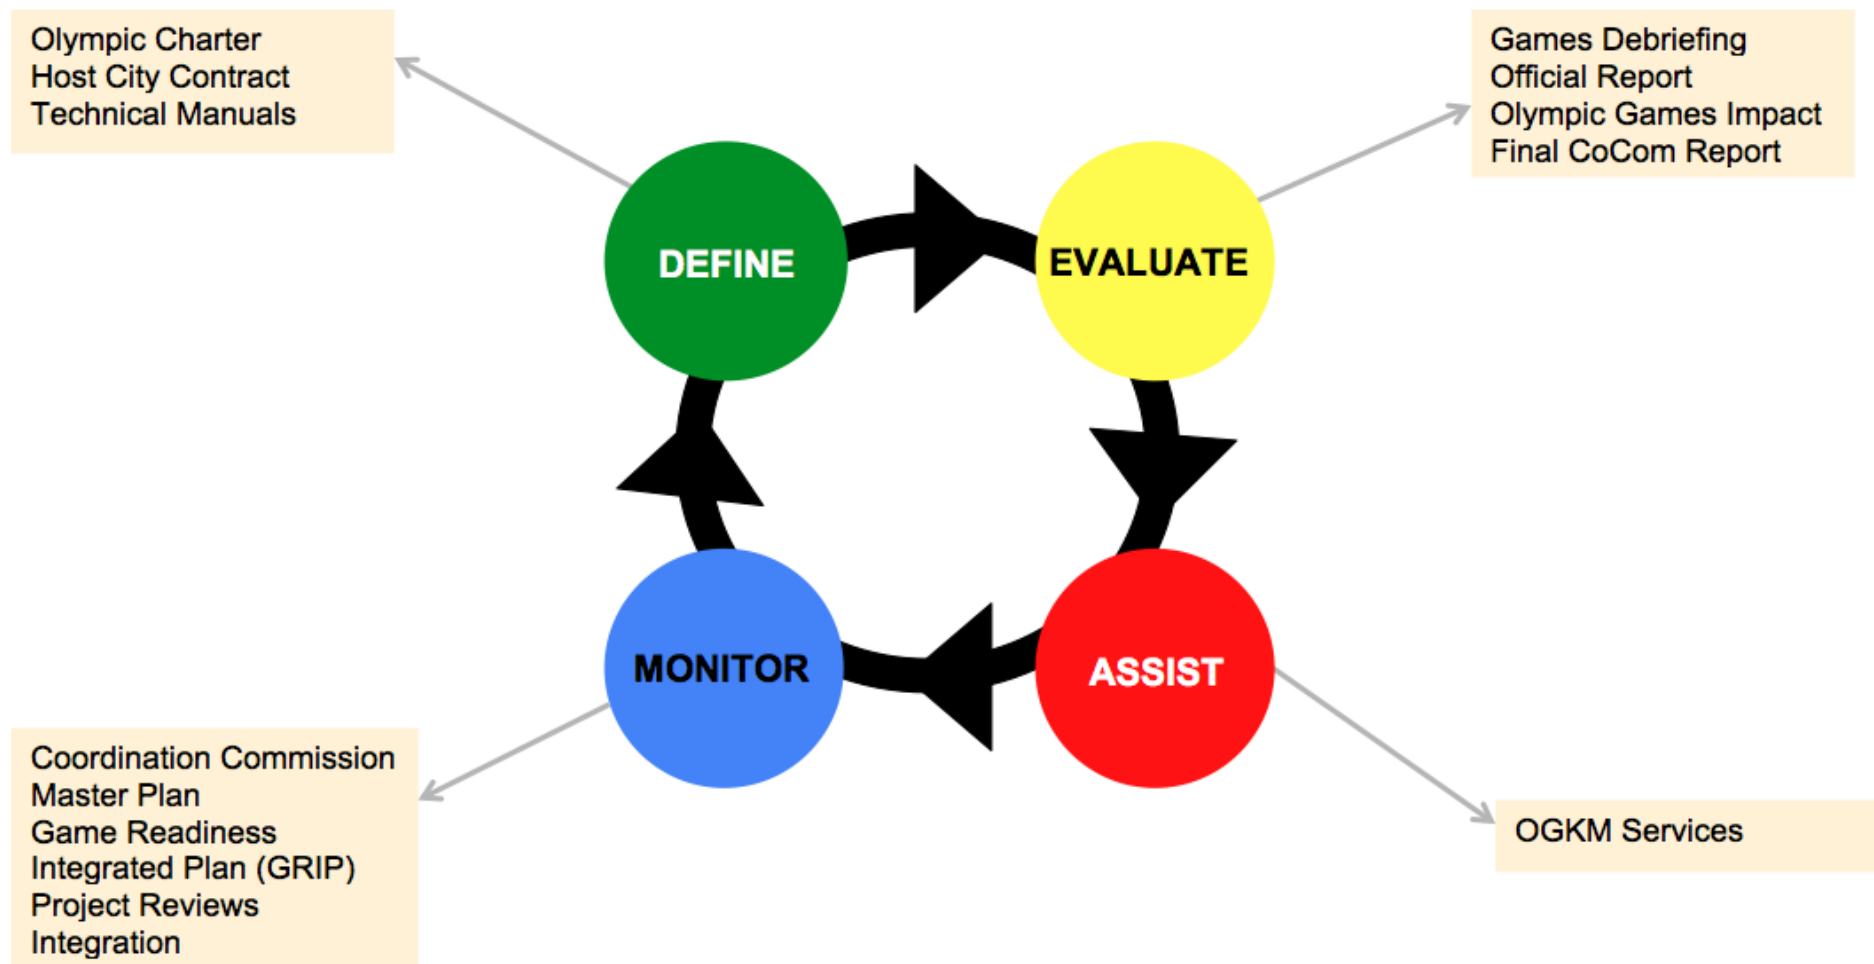 Olympic Charter
Host City Contract
Technical Manuals
Games Debriefing
Official Report
Olympic Games Impact
Final CoCom Report
DEFINE
EVALUATE
MONITOR
ASSIST
Coordination Commission
Master Plan
Game Readiness
Integrated Plan (GRIP)
Project Reviews
Integration
OGKM Services